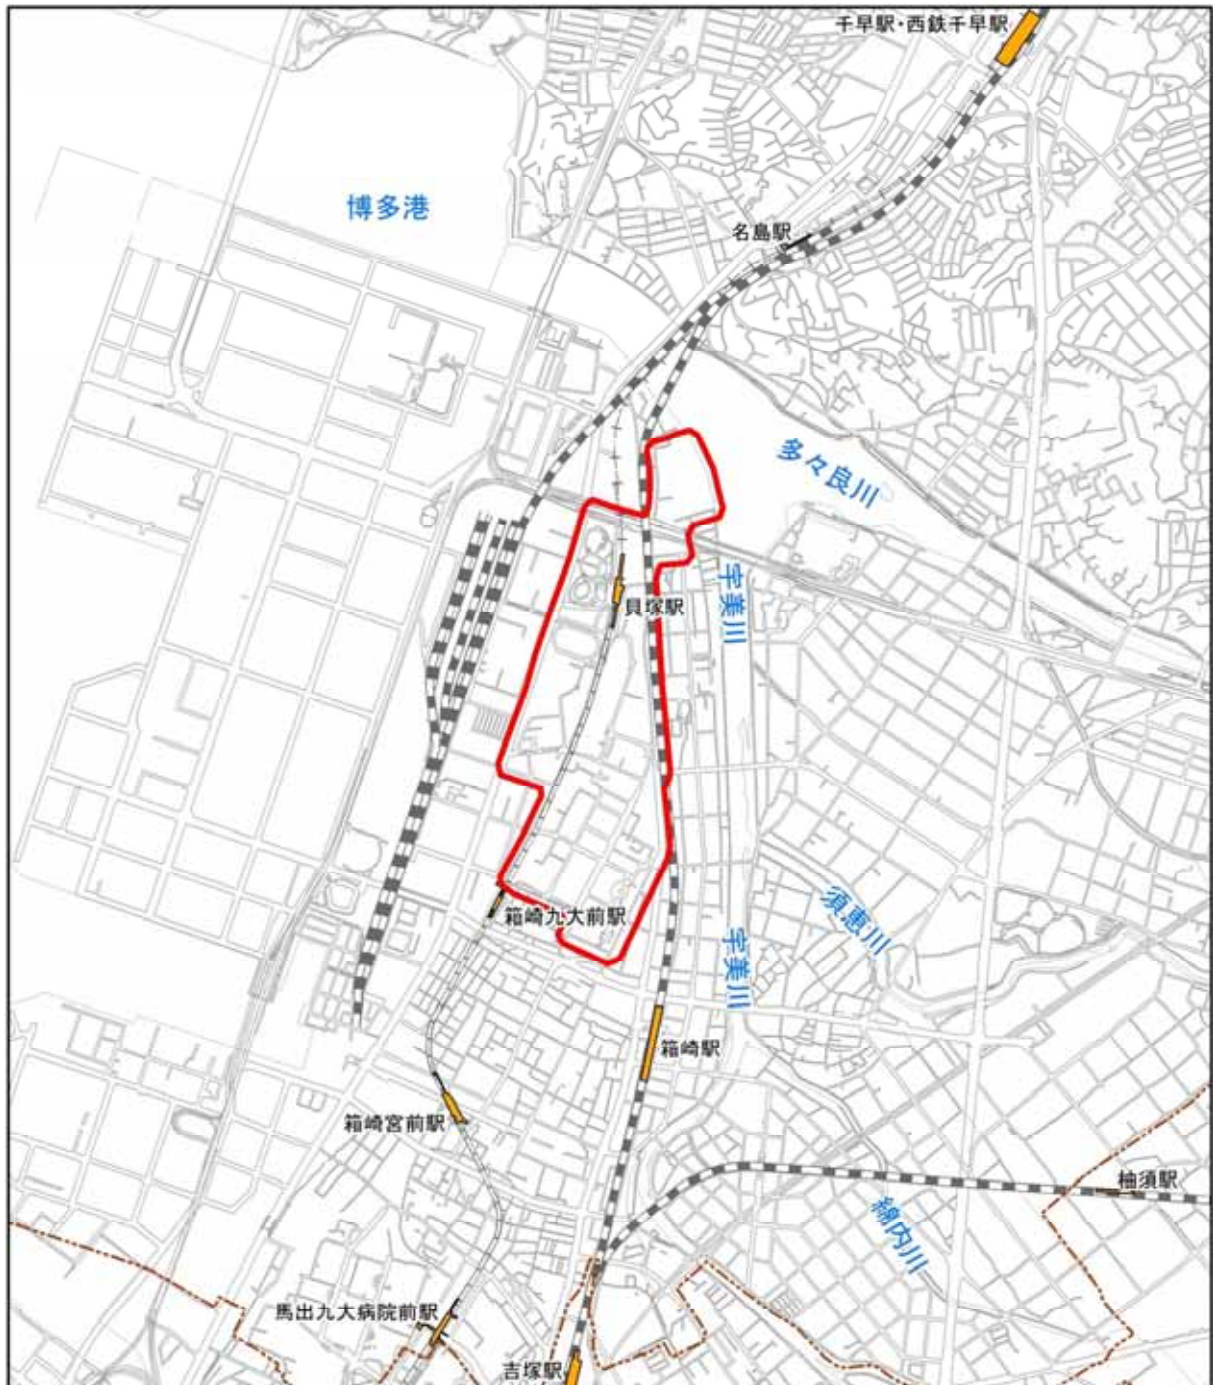 千早駅・西鉄千早駅
博多港
名島駅
多々良川
宇美川
貝塚駅
須恵川
箱崎九大前駅
宇美川
箱崎駅
箱崎宮前駅
柚須駅
綿内川
馬出九大病院前駅
吉塚駅